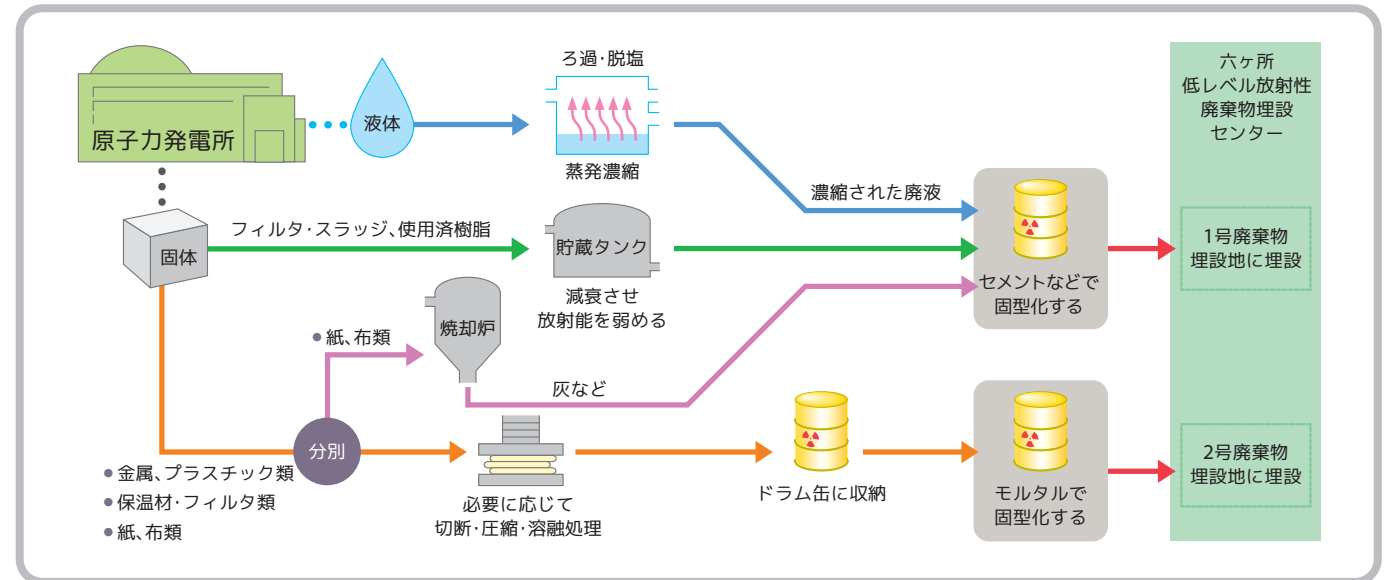 原子力発電所
液体
ろ過・脱塩
蒸発濃縮
濃縮された廃液
六ヶ所
低レベル放射性
廃棄物埋設
センター
固体
フィルタ・スラッジ、使用済樹脂
貯蔵タンク
減衰させ
放射能を弱める
セメントなどで
固型化する
1号廃棄物
埋設地に埋設
●紙、布類
焼却炉
灰など
分別
●金属、プラスチック類
●保温材・フィルタ類
●紙、布類
必要に応じて
切断・圧縮・溶融処理
ドラム缶に収納
モルタルで
固型化する
2号廃棄物
埋設地に埋設